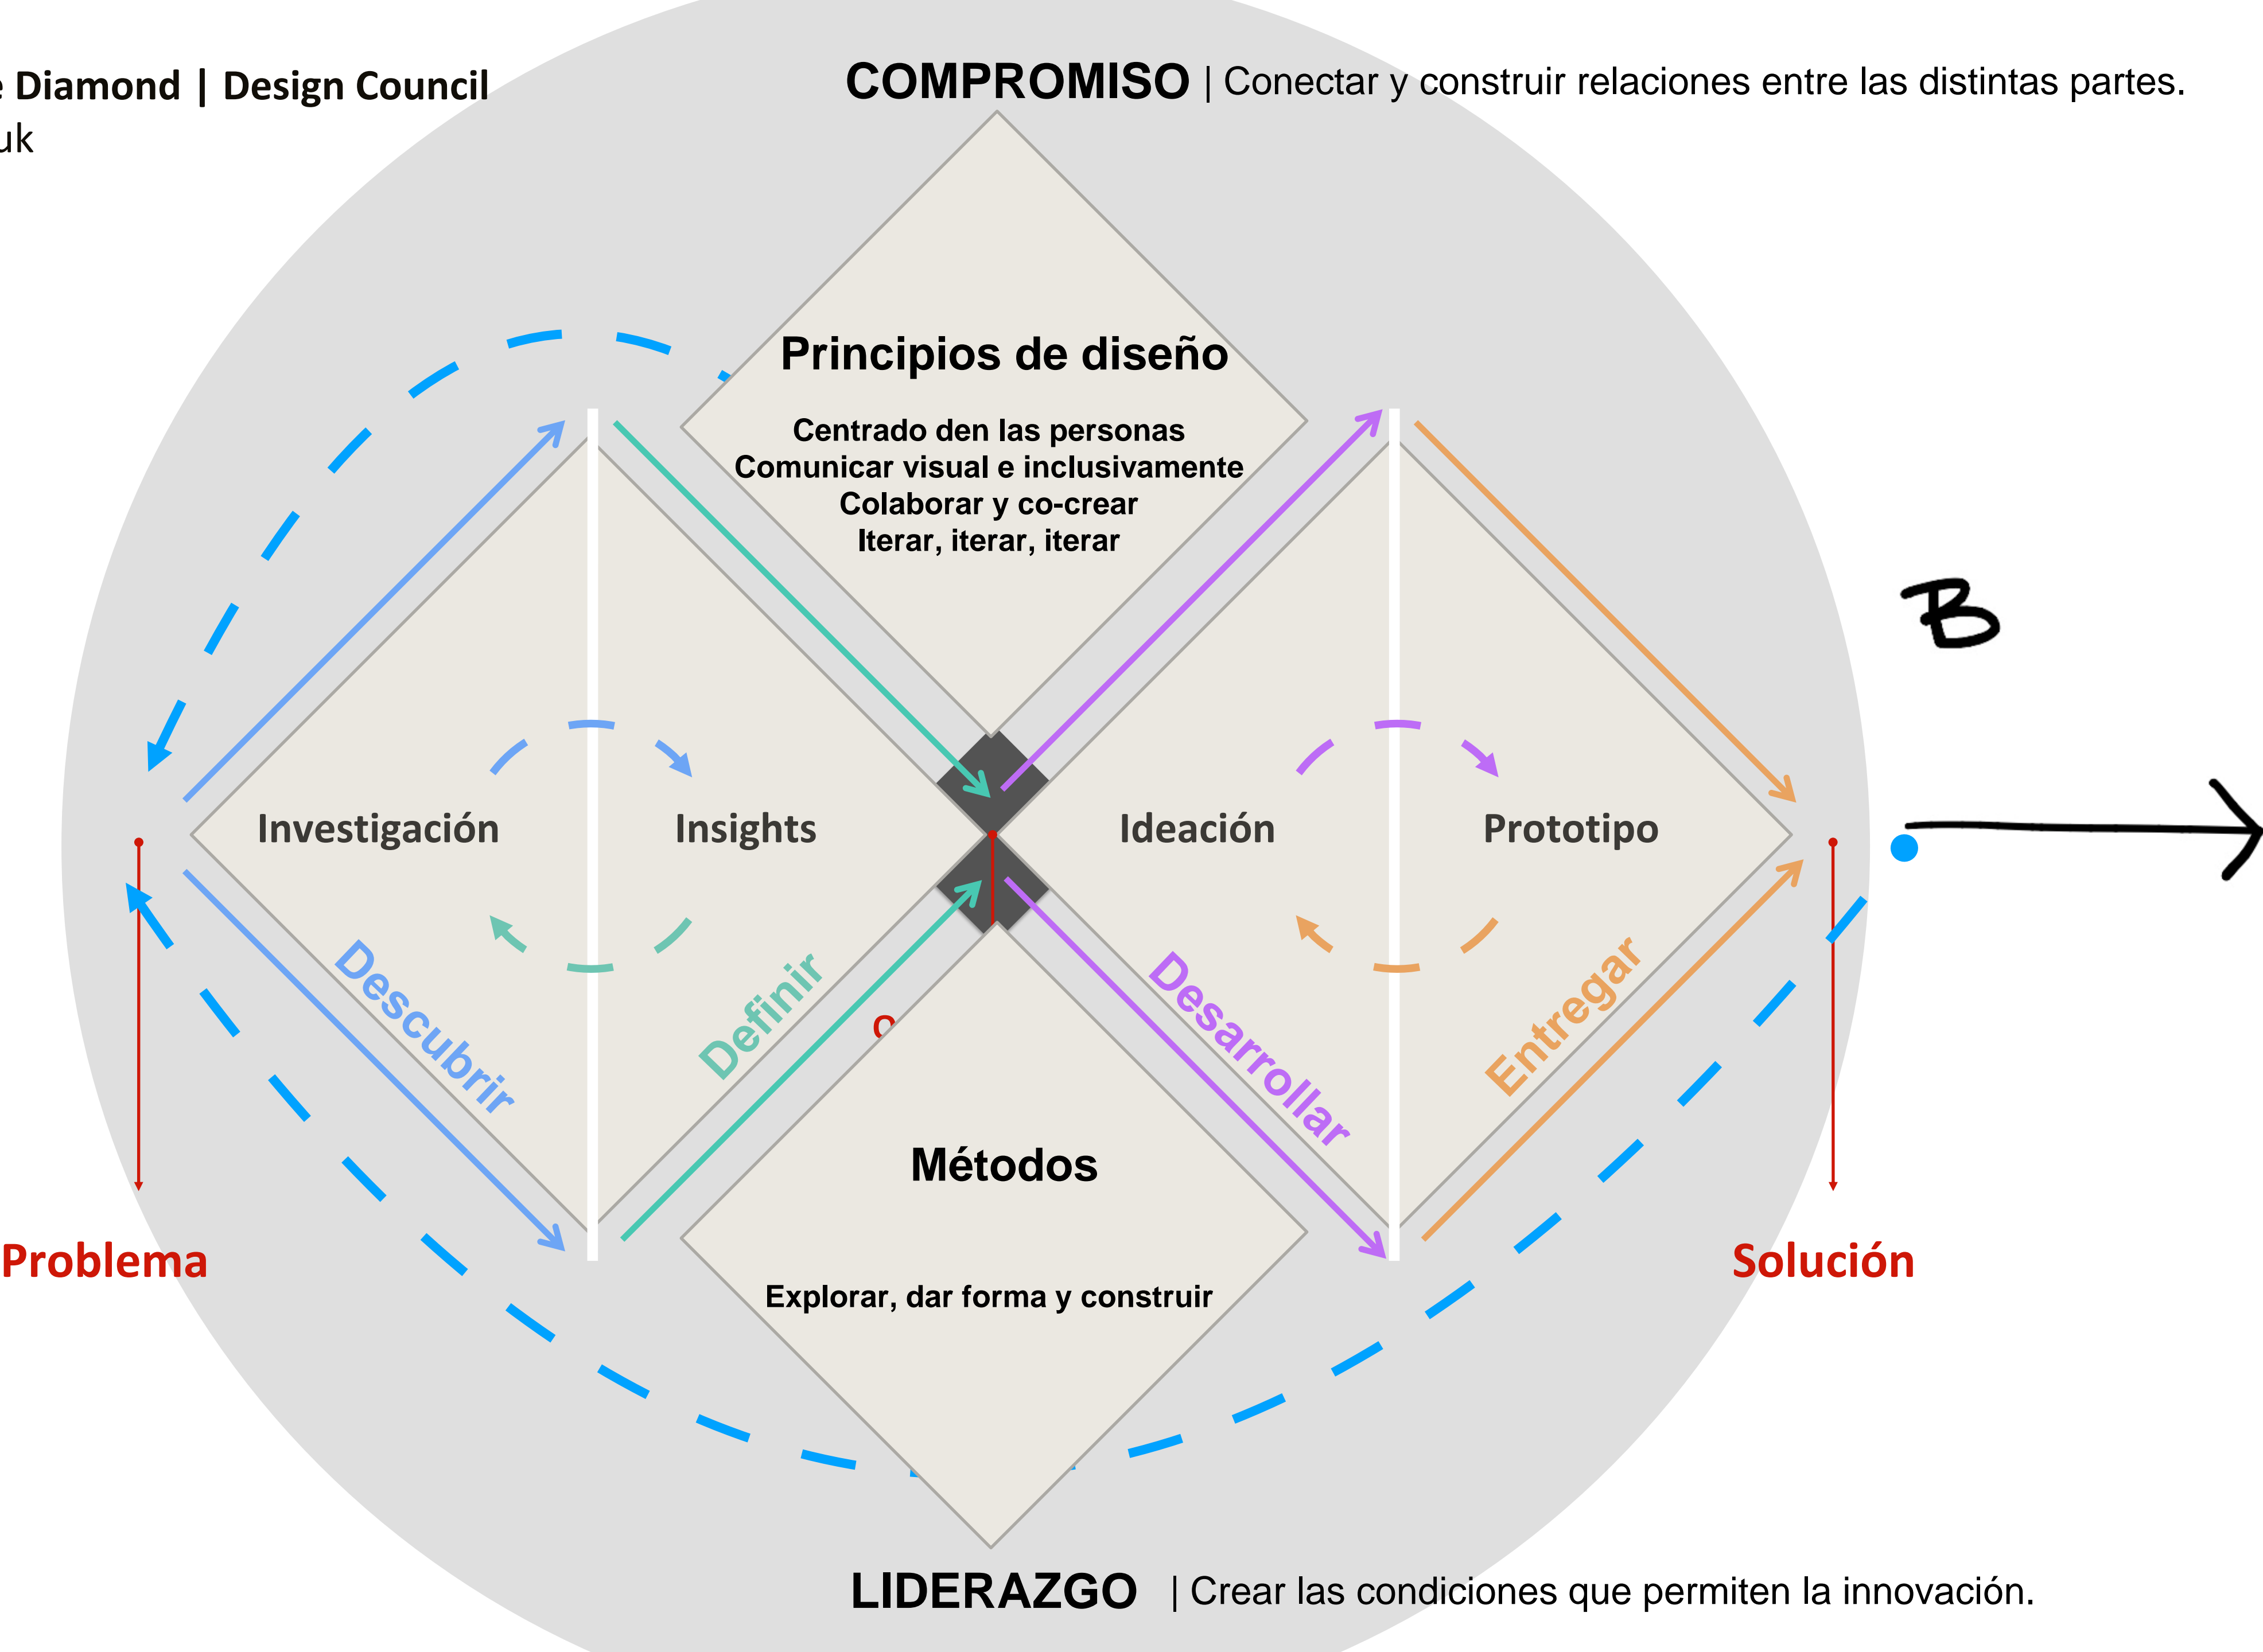 Diamond | Design Council
uk
COMPROMISO | Conectar y construir relaciones entre las distintas partes.
Principios de diseño
Centrado den las personas
Comunicar visual e inclusivamente
Colaborar y co-crear
Iterar, iterar, iterar
B
Investigación
Insights
Ideación
Prototipo
Descubrir
Definir
Desarrollar
Entregar
Métodos
Explorar, dar forma y construir
Problema
Solución
LIDERAZGO | Crear las condiciones que permiten la innovación.